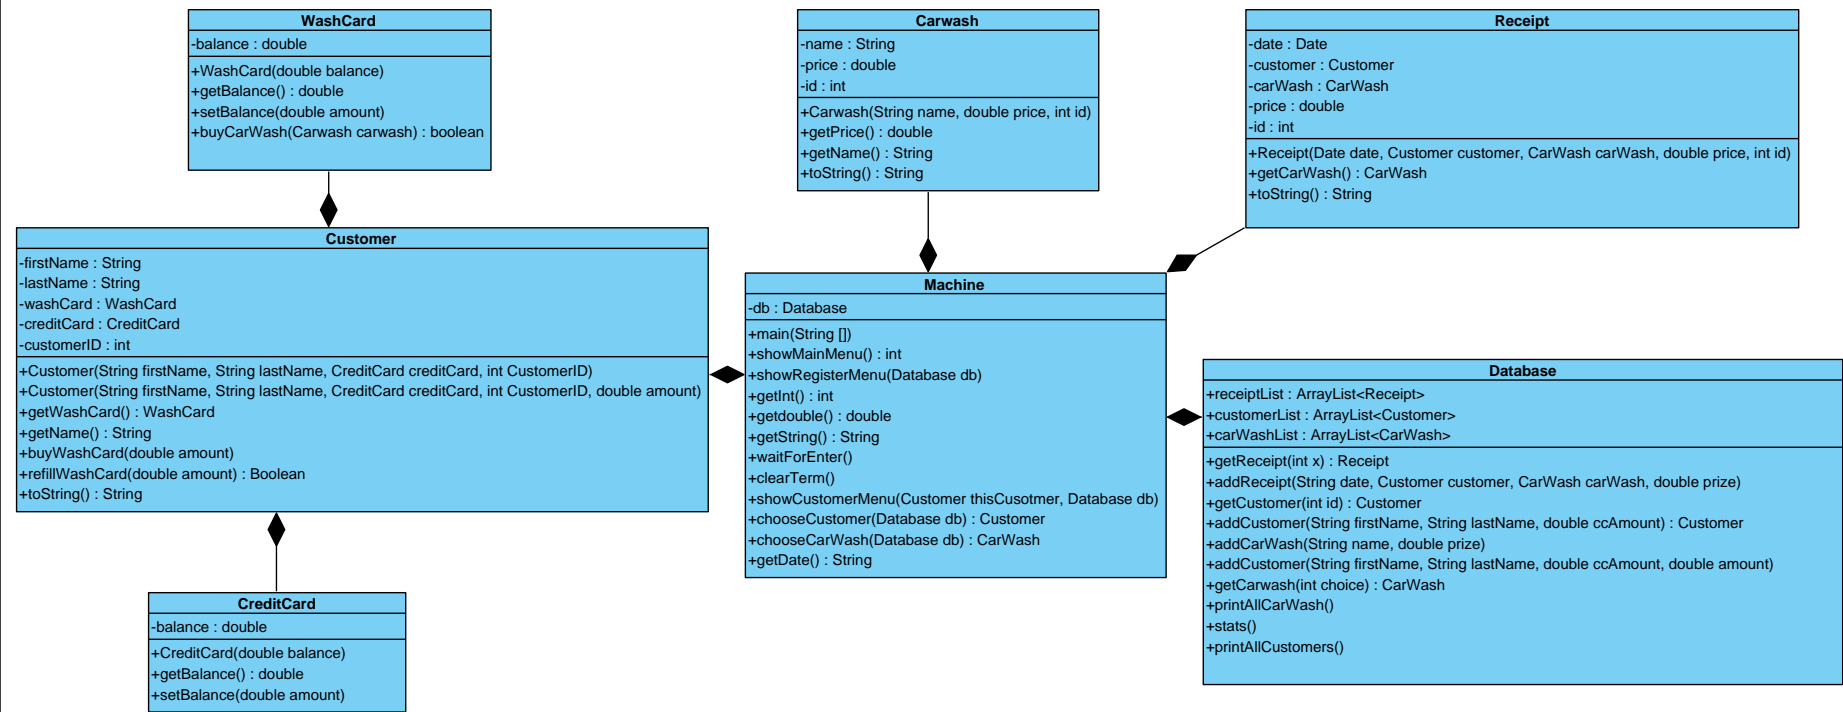 WashCard
-balance : double
+WashCard(double balance)
+getBalance() : double
+setBalance(double amount)
+buyCarWash(Carwash carwash) : boolean
Carwash
-name : String
-price : double
-id : int
+Carwash(String name, double price, int id)
+getPrice() : double
+getName() : String
+toString() : String
Receipt
-date : Date
-customer : Customer
-carWash : CarWash
-price : double
-id : int
+Receipt(Date date, Customer customer, CarWash carWash, double price, int id)
+getCarWash() : CarWash
+toString() : String
Customer
-firstName : String
-lastName : String
-washCard : WashCard
-creditCard : CreditCard
-customerID : int
+Customer(String firstName, String lastName, CreditCard creditCard, int CustomerID)
+Customer(String firstName, String lastName, CreditCard creditCard, int CustomerID, double amount)
+getWashCard() : WashCard
+getName() : String
+buyWashCard(double amount)
+refillWashCard(double amount) : Boolean
+toString() : String
Machine
-db : Database
+main(String [])
+showMainMenu() : int
+showRegisterMenu(Database db)
+getInt() : int
+getdouble() : double
+getString() : String
+waitForEnter()
+clearTerm()
+showCustomerMenu(Customer thisCusotmer, Database db)
+chooseCustomer(Database db) : Customer
+chooseCarWash(Database db) : CarWash
+getDate() : String
Database
+receiptList : ArrayList<Receipt>
+customerList : ArrayList<Customer>
+carWashList : ArrayList<CarWash>
+getReceipt(int x) : Receipt
+addReceipt(String date, Customer customer, CarWash carWash, double prize)
+getCustomer(int id) : Customer
+addCustomer(String firstName, String lastName, double ccAmount) : Customer
+addCarWash(String name, double prize)
+addCustomer(String firstName, String lastName, double ccAmount, double amount)
+getCarwash(int choice) : CarWash
+printAllCarWash()
+stats()
+printAllCustomers()
CreditCard
-balance : double
+CreditCard(double balance)
+getBalance() : double
+setBalance(double amount)